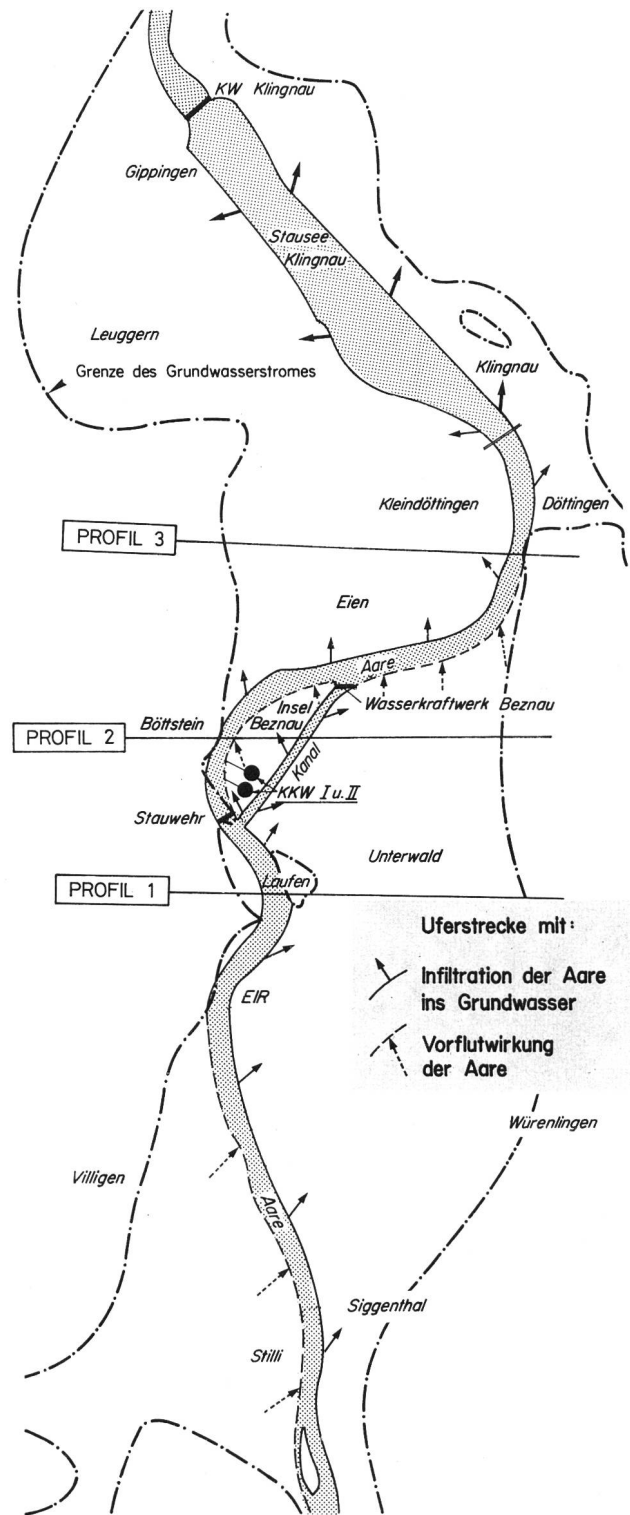 KW Klingnau
Gippingen
Stausee
Klingnau
Leuggern
Grenze des Grundwasserstromes
Klingnau
Kleindöttingen
Döttingen
PROFIL 3
Eien
Aare
Insel
Beznau
Wasserkraftwerk Beznau
Böttstein
PROFIL 2
Kanal
KKW I u. II
Stauwehr
Unterwald
Laufen
PROFIL 1
Uferstrecke mit:
Infiltration der Aare
ins Grundwasser
EIR
Vorflutwirkung
der Aare
Würenlingen
Villigen
Aare
Siggenthal
Stilli